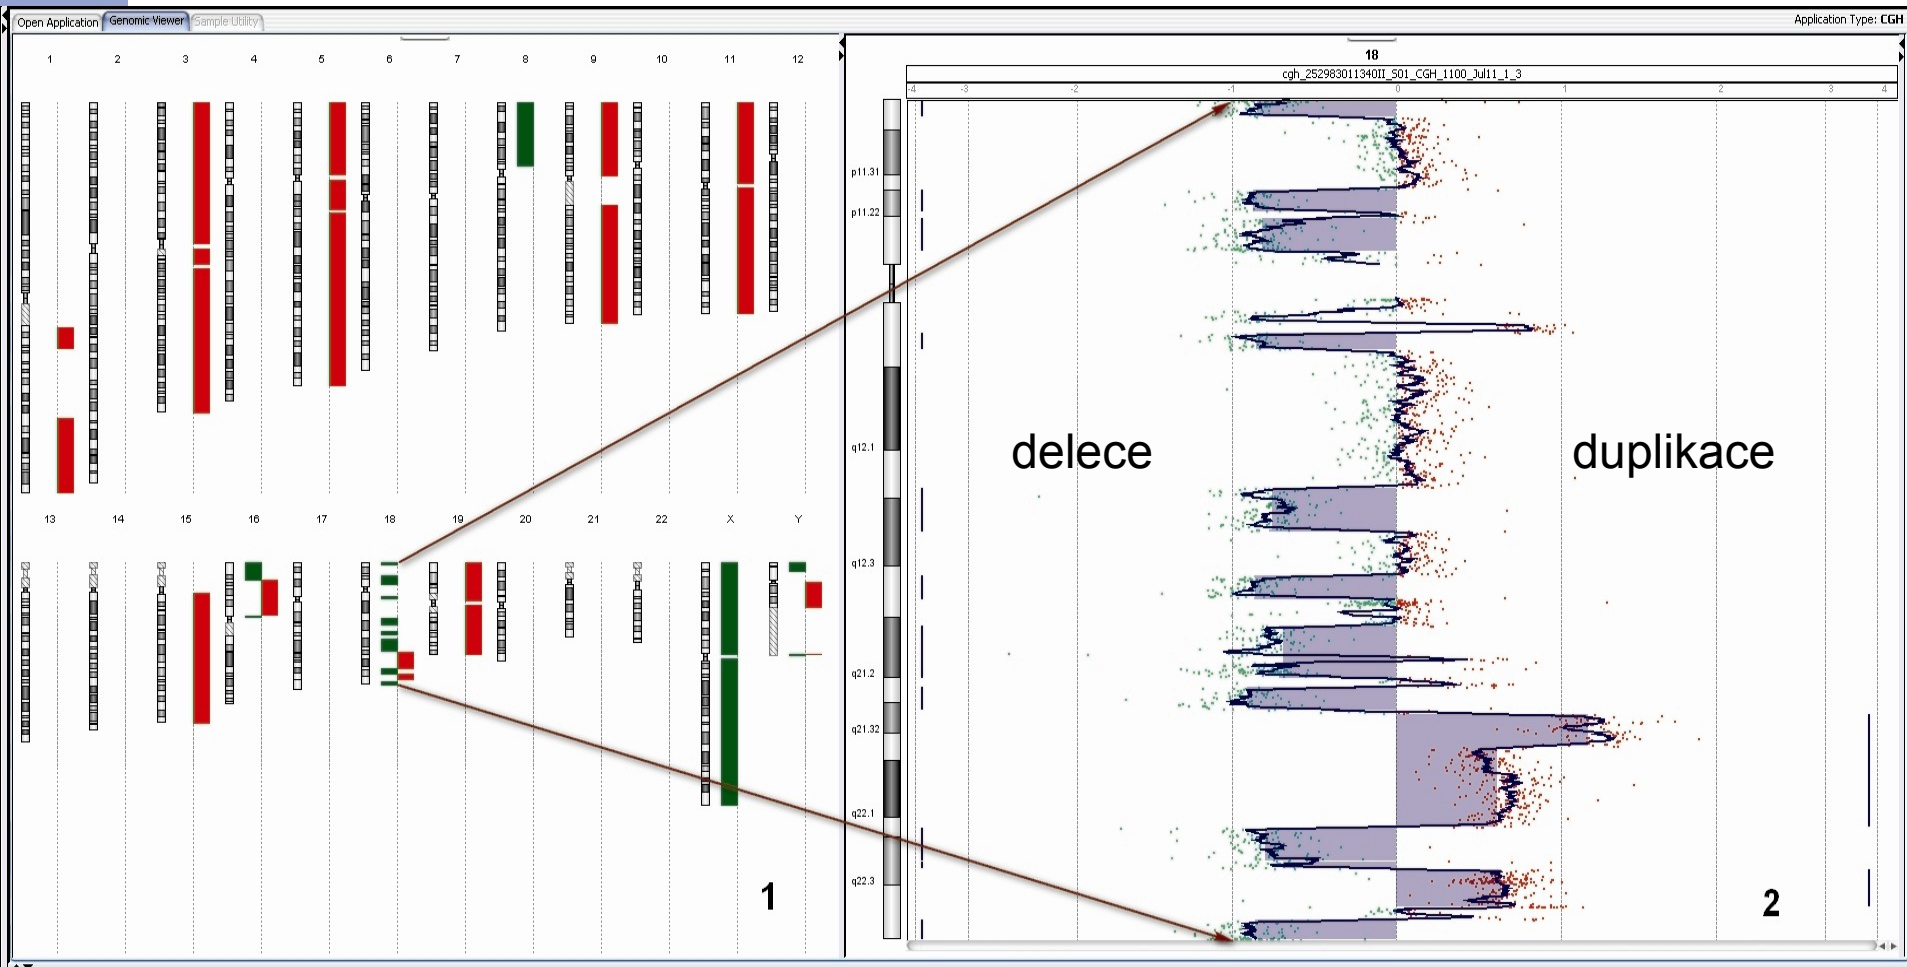 Open Application Genomic Viewer Sample Utility
Application Type: CGH
1 2 3 4 5 6 7 8 9 10 11 12
13 14 15 16 17 18 19 20 21 22 X Y
1
18
cgh_252983011340II_S01_CGH_1100_Jul11_1_3
-4 -3 -2 -1 0 1 2 3 4
p11.31
p11.22
q12.1
q12.3
q21.2
q21.32
q22.1
q22.3
delece duplikace
2